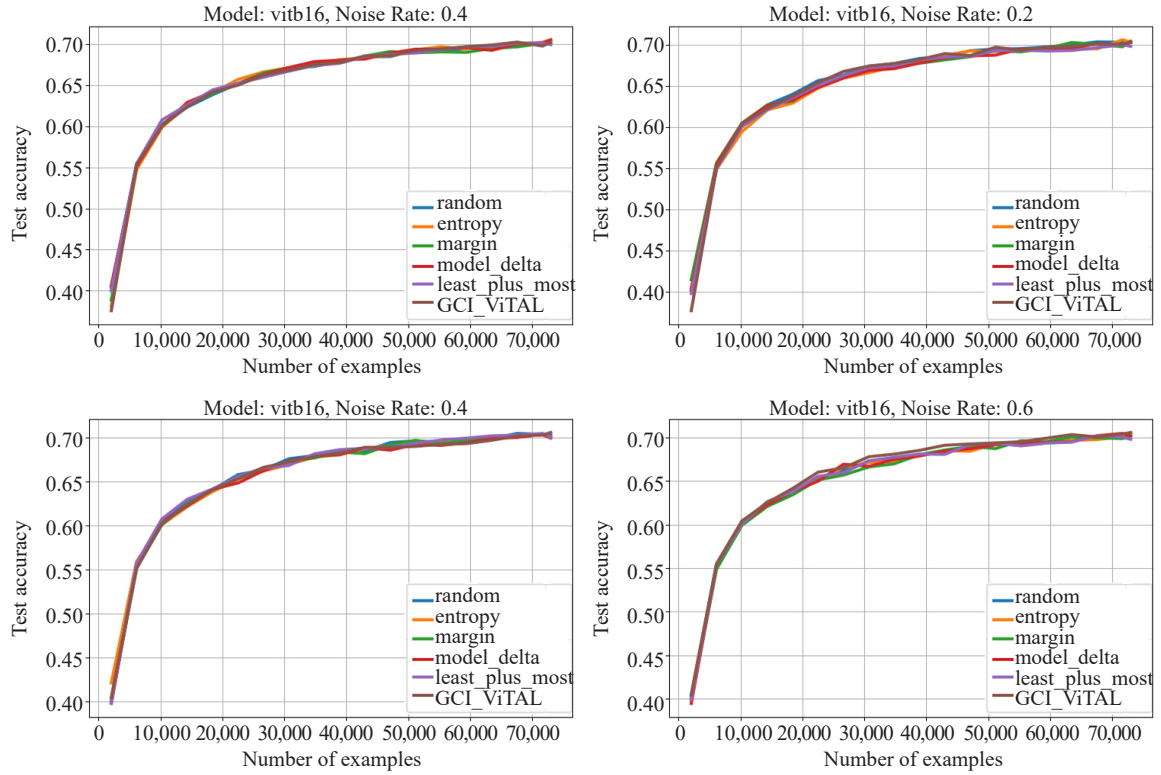 Model: vitb16, Noise Rate: 0.4
Test accuracy
0.70
0.65
0.60
0.55
0.50
0.45
0.40
random
entropy
margin
model_delta
least_plus_most
GCI_ViTAL
0 10,000 20,000 30,000 40,000 50,000 60,000 70,000
Number of examples
Model: vitb16, Noise Rate: 0.2
Test accuracy
0.70
0.65
0.60
0.55
0.50
0.45
0.40
random
entropy
margin
model_delta
least_plus_most
GCI_ViTAL
0 10,000 20,000 30,000 40,000 50,000 60,000 70,000
Number of examples
Model: vitb16, Noise Rate: 0.4
Test accuracy
0.70
0.65
0.60
0.55
0.50
0.45
0.40
random
entropy
margin
model_delta
least_plus_most
GCI_ViTAL
0 10,000 20,000 30,000 40,000 50,000 60,000 70,000
Number of examples
Model: vitb16, Noise Rate: 0.6
Test accuracy
0.70
0.65
0.60
0.55
0.50
0.45
0.40
random
entropy
margin
model_delta
least_plus_most
GCI_ViTAL
0 10,000 20,000 30,000 40,000 50,000 60,000 70,000
Number of examples